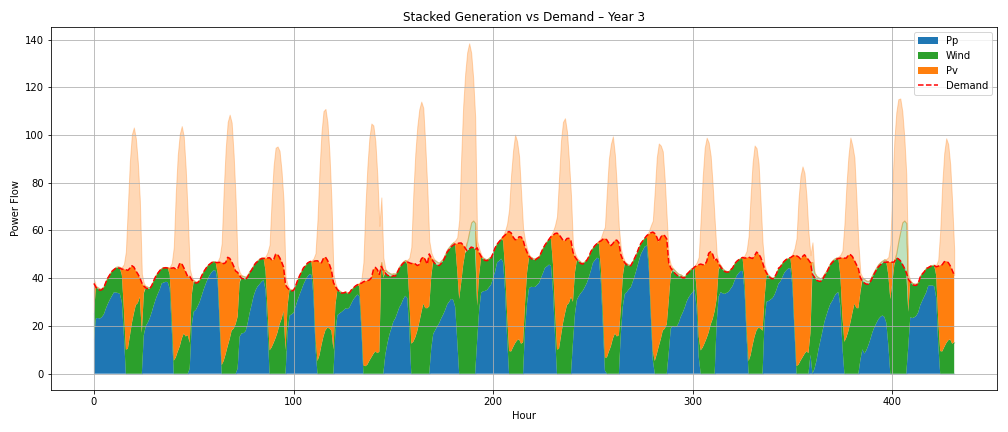 Stacked Generation vs Demand – Year 3
Power Flow
140
120
100
80
60
40
20
0
Pp
Wind
Pv
Demand
0
100
200
300
400
Hour